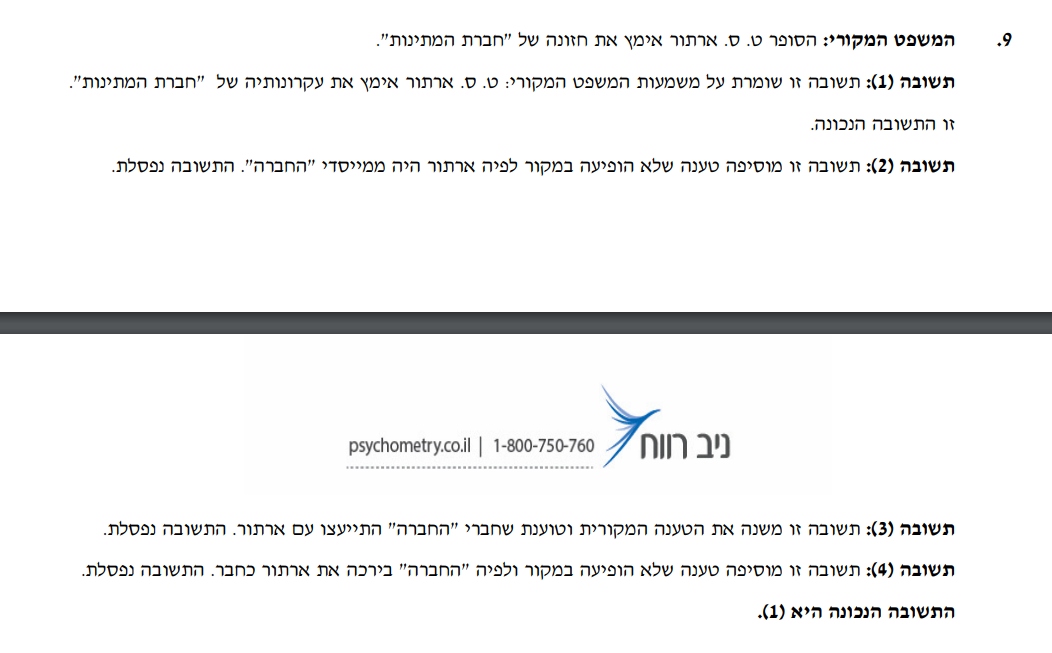 9. המשפט המקורי: הסופר ט. ס. ארתור אימץ את חזונה של "חברת המתינות".
תשובה (1): תשובה זו שומרת על משמעות המשפט המקורי: ט. ס. ארתור אימץ את עקרונותיה של "חברת המתינות".
זו התשובה הנכונה.
תשובה (2): תשובה זו מוסיפה טענה שלא הופיעה במקור לפיה ארתור היה ממייסדי "החברה". התשובה נפסלת.
ניב רווח 1-800-750-760 | psychometry.co.il
תשובה (3): תשובה זו משנה את הטענה המקורית וטוענת שחברי "החברה" התייעצו עם ארתור. התשובה נפסלת.
תשובה (4): תשובה זו מוסיפה טענה שלא הופיעה במקור ולפיה "החברה" בירכה את ארתור כחבר. התשובה נפסלת.
התשובה הנכונה היא (1).